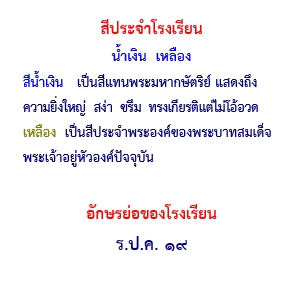 สีประจำโรงเรียน
น้ำเงิน เหลือง
สีน้ำเงิน เป็นสีแทนพระมหากษัตริย์ แสดงถึง
ความยิ่งใหญ่ สง่า ซรึม ทรงเกียรติแต่ไม่โอ้อวด
เหลือง เป็นสีประจำพระองค์ของพระบาทสมเด็จ
พระเจ้าอยู่หัวองค์ปัจจุบัน
อักษรย่อของโรงเรียน
ร.ป.ค. ๑๙